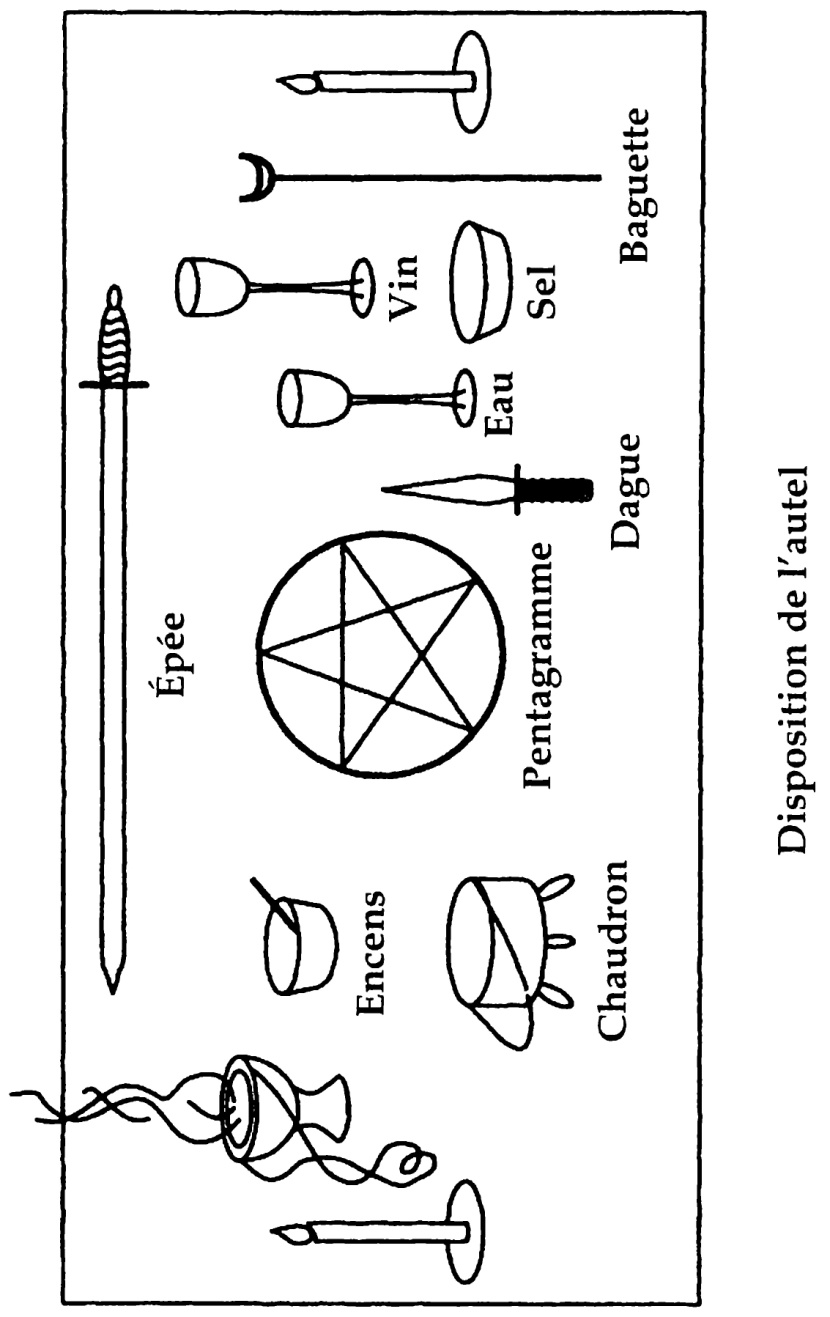 Épée
Encens
Vin
Eau
Pentagramme
Sel
Chaudron
Dague
Baguette
Disposition de l'autel